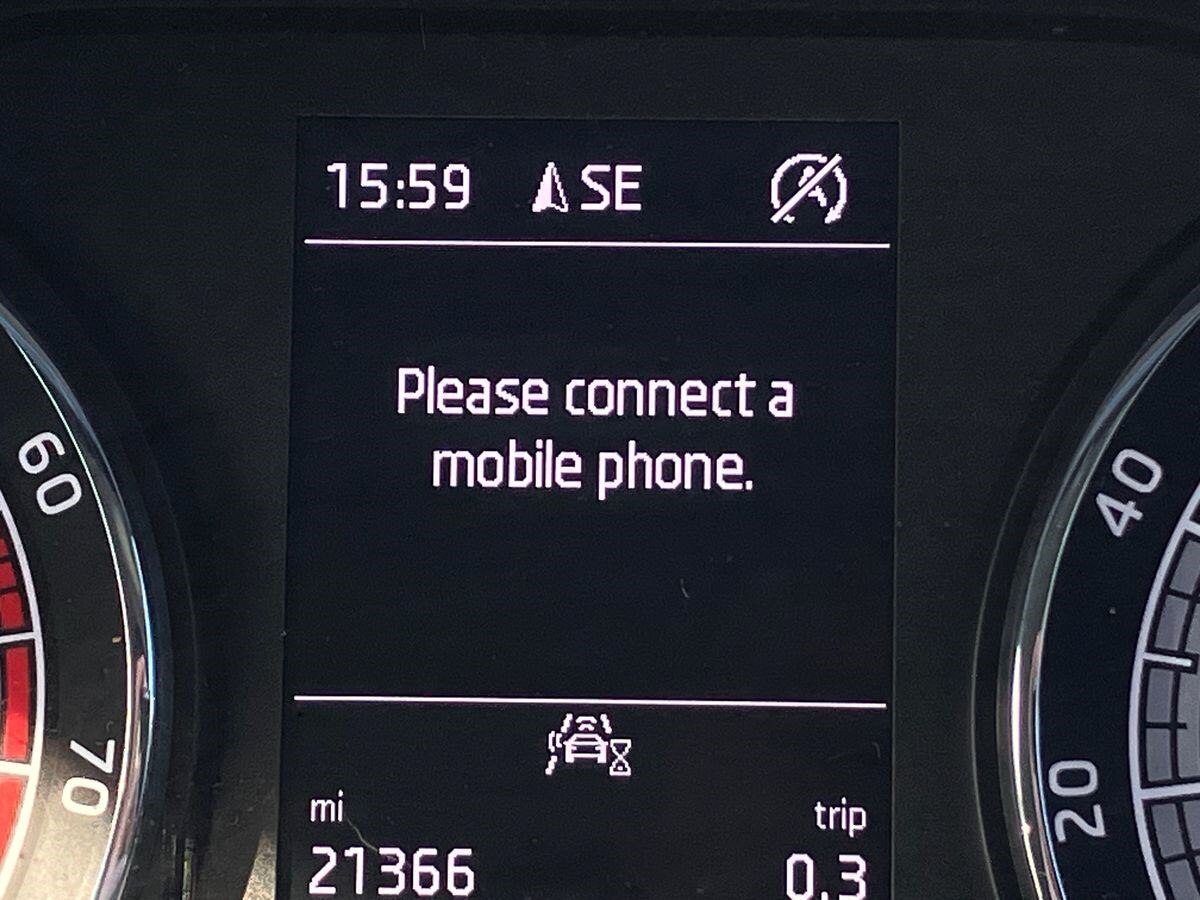 15:59 SE
Please connect a
mobile phone.
mi trip
21366 0.3
60
70
40
20